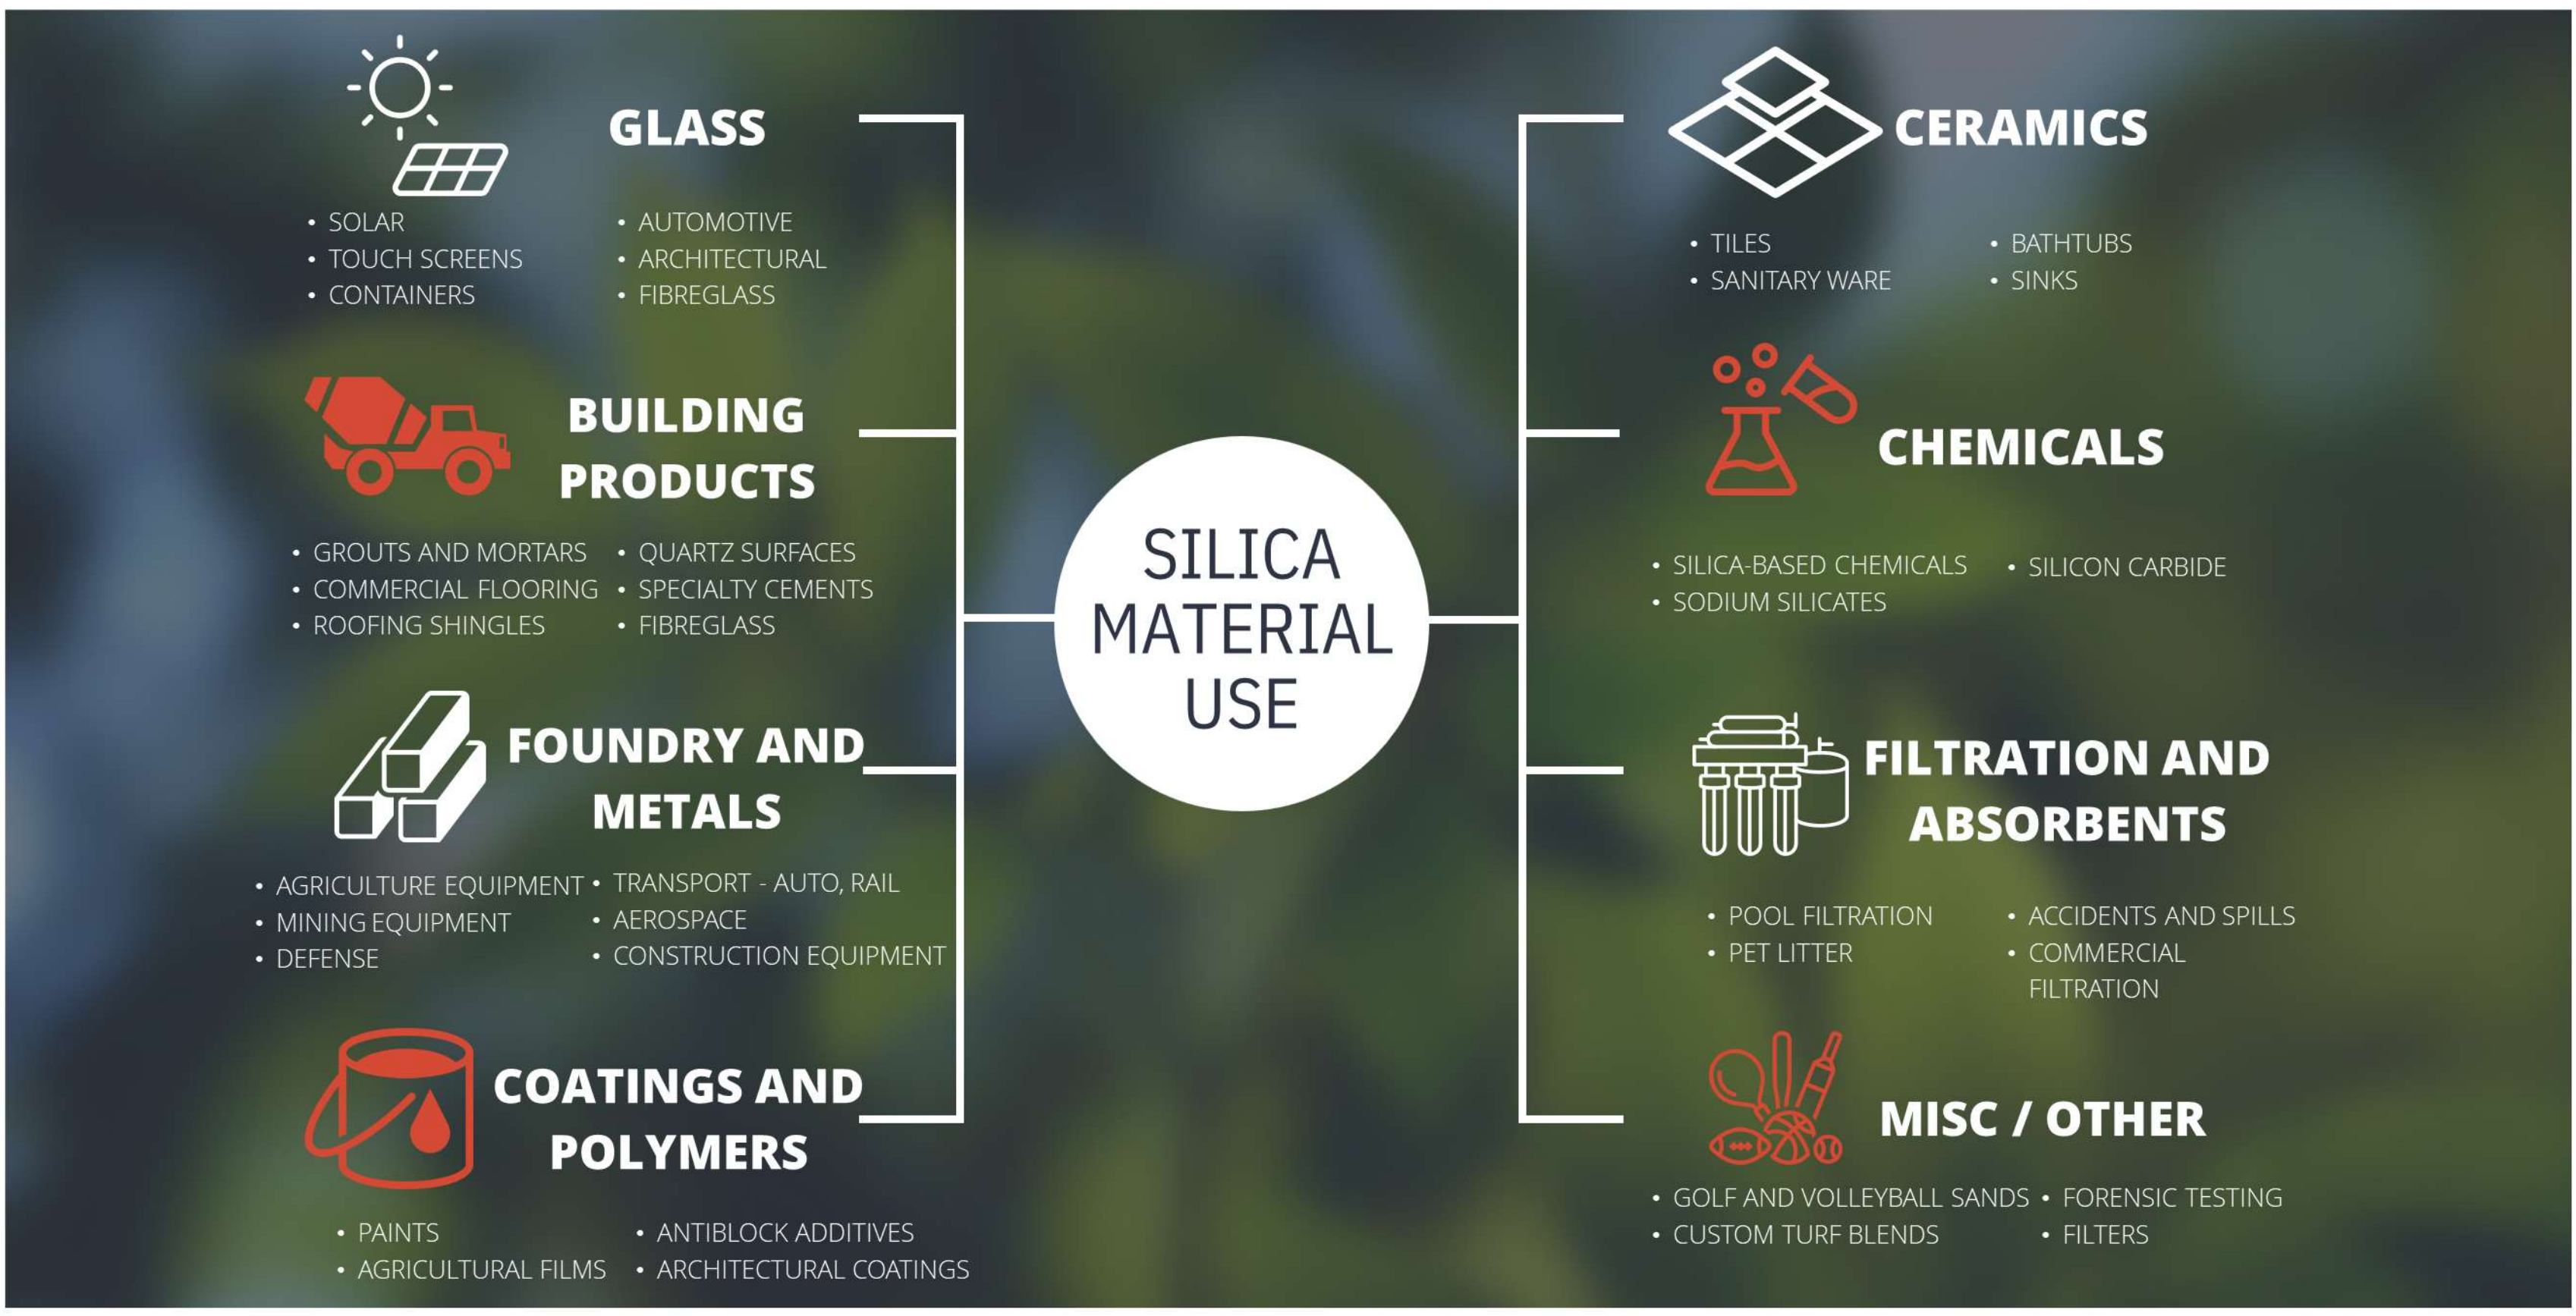 GLASS
• SOLAR
• TOUCH SCREENS
• CONTAINERS
• AUTOMOTIVE
• ARCHITECTURAL
• FIBREGLASS
BUILDING
PRODUCTS
• GROUTS AND MORTARS
• COMMERCIAL FLOORING
• ROOFING SHINGLES
• QUARTZ SURFACES
• SPECIALTY CEMENTS
• FIBREGLASS
FOUNDRY AND
METALS
• AGRICULTURE EQUIPMENT
• MINING EQUIPMENT
• DEFENSE
• TRANSPORT - AUTO, RAIL
• AEROSPACE
• CONSTRUCTION EQUIPMENT
COATINGS AND
POLYMERS
• PAINTS
• AGRICULTURAL FILMS
• ANTIBLOCK ADDITIVES
• ARCHITECTURAL COATINGS
SILICA
MATERIAL
USE
CERAMICS
• TILES
• SANITARY WARE
• BATHTUBS
• SINKS
CHEMICALS
• SILICA-BASED CHEMICALS
• SODIUM SILICATES
• SILICON CARBIDE
FILTRATION AND
ABSORBENTS
• POOL FILTRATION
• PET LITTER
• ACCIDENTS AND SPILLS
• COMMERCIAL
FILTRATION
MISC / OTHER
• GOLF AND VOLLEYBALL SANDS
• CUSTOM TURF BLENDS
• FORENSIC TESTING
• FILTERS